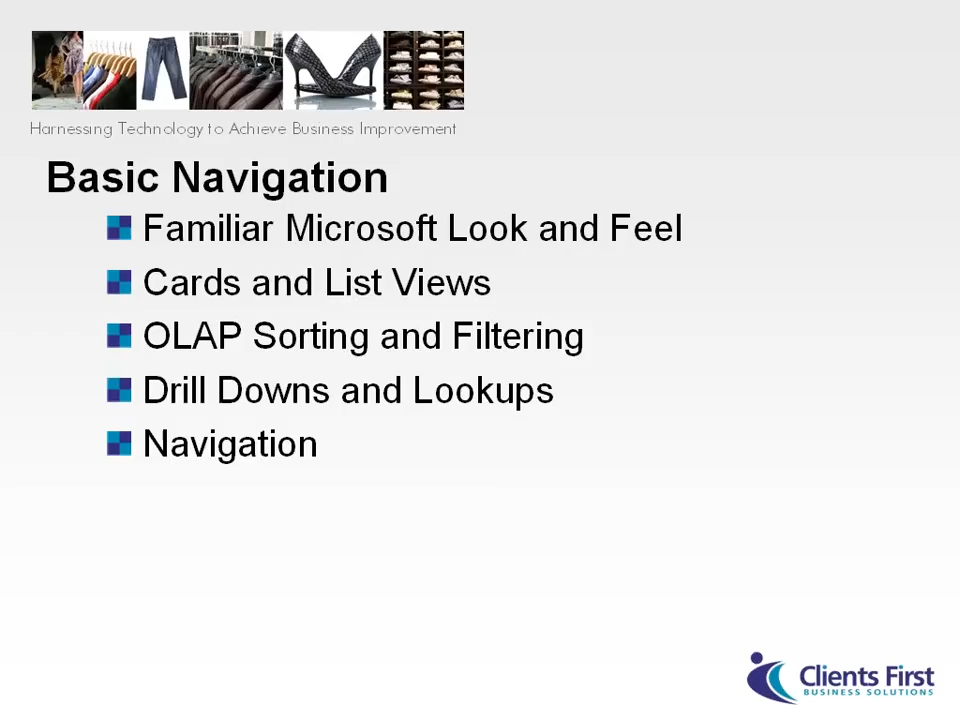 Harnessing Technology to Achieve Business Improvement
Basic Navigation
Familiar Microsoft Look and Feel
Cards and List Views
OLAP Sorting and Filtering
Drill Downs and Lookups
Navigation
Clients First
BUSINESS SOLUTIONS